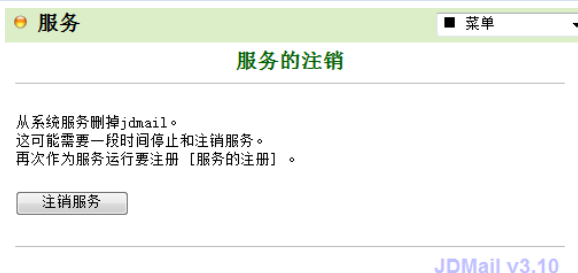 服务
■ 菜单
服务的注销
从系统服务删掉jdmail。
这可能需要一段时间停止和注销服务。
再次作为服务运行要注册 [服务的注册] 。
注销服务
JDMail v3.10